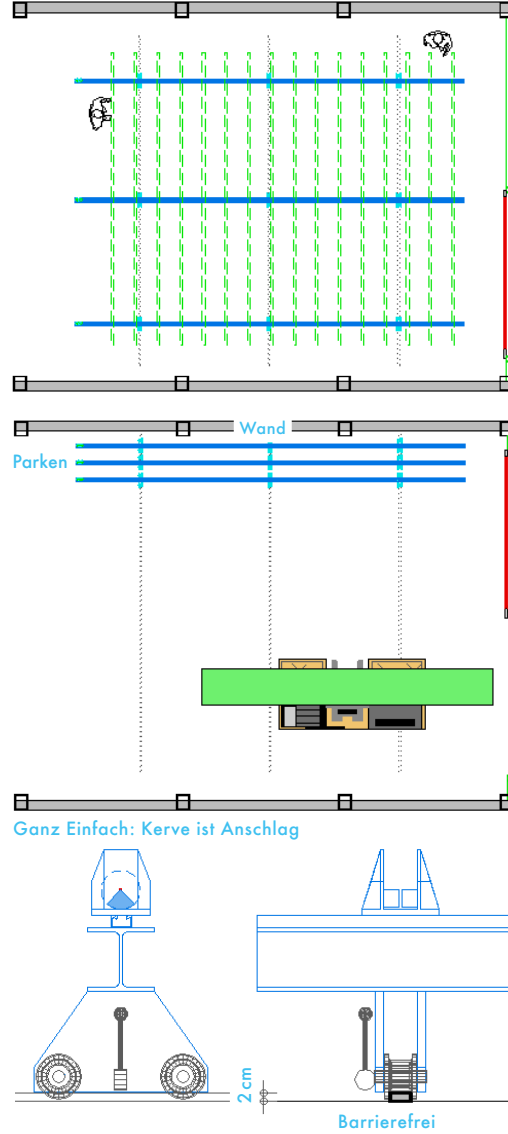 Wand
Parken
Ganz Einfach: Kerve ist Anschlag
2 cm
Barrierefrei